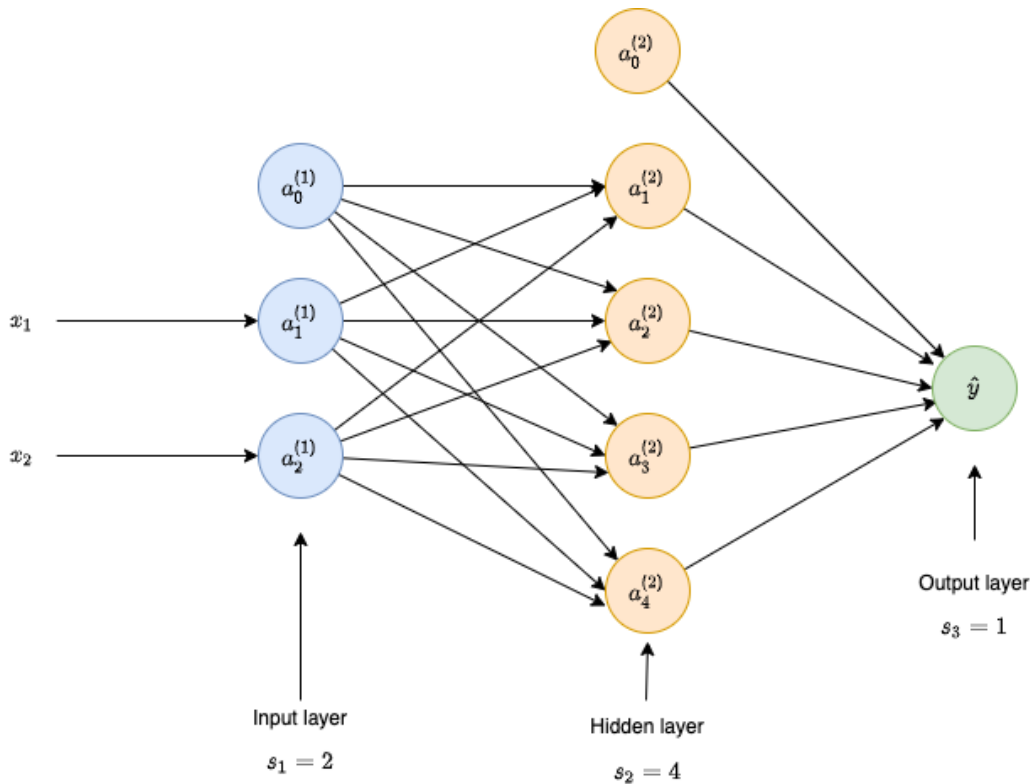 a_0^{(2)}
a_0^{(1)}
a_1^{(2)}
x_1
a_1^{(1)}
a_2^{(2)}
ŷ
x_2
a_2^{(1)}
a_3^{(2)}
a_4^{(2)}
Output layer
s_3 = 1
Input layer
s_1 = 2
Hidden layer
s_2 = 4